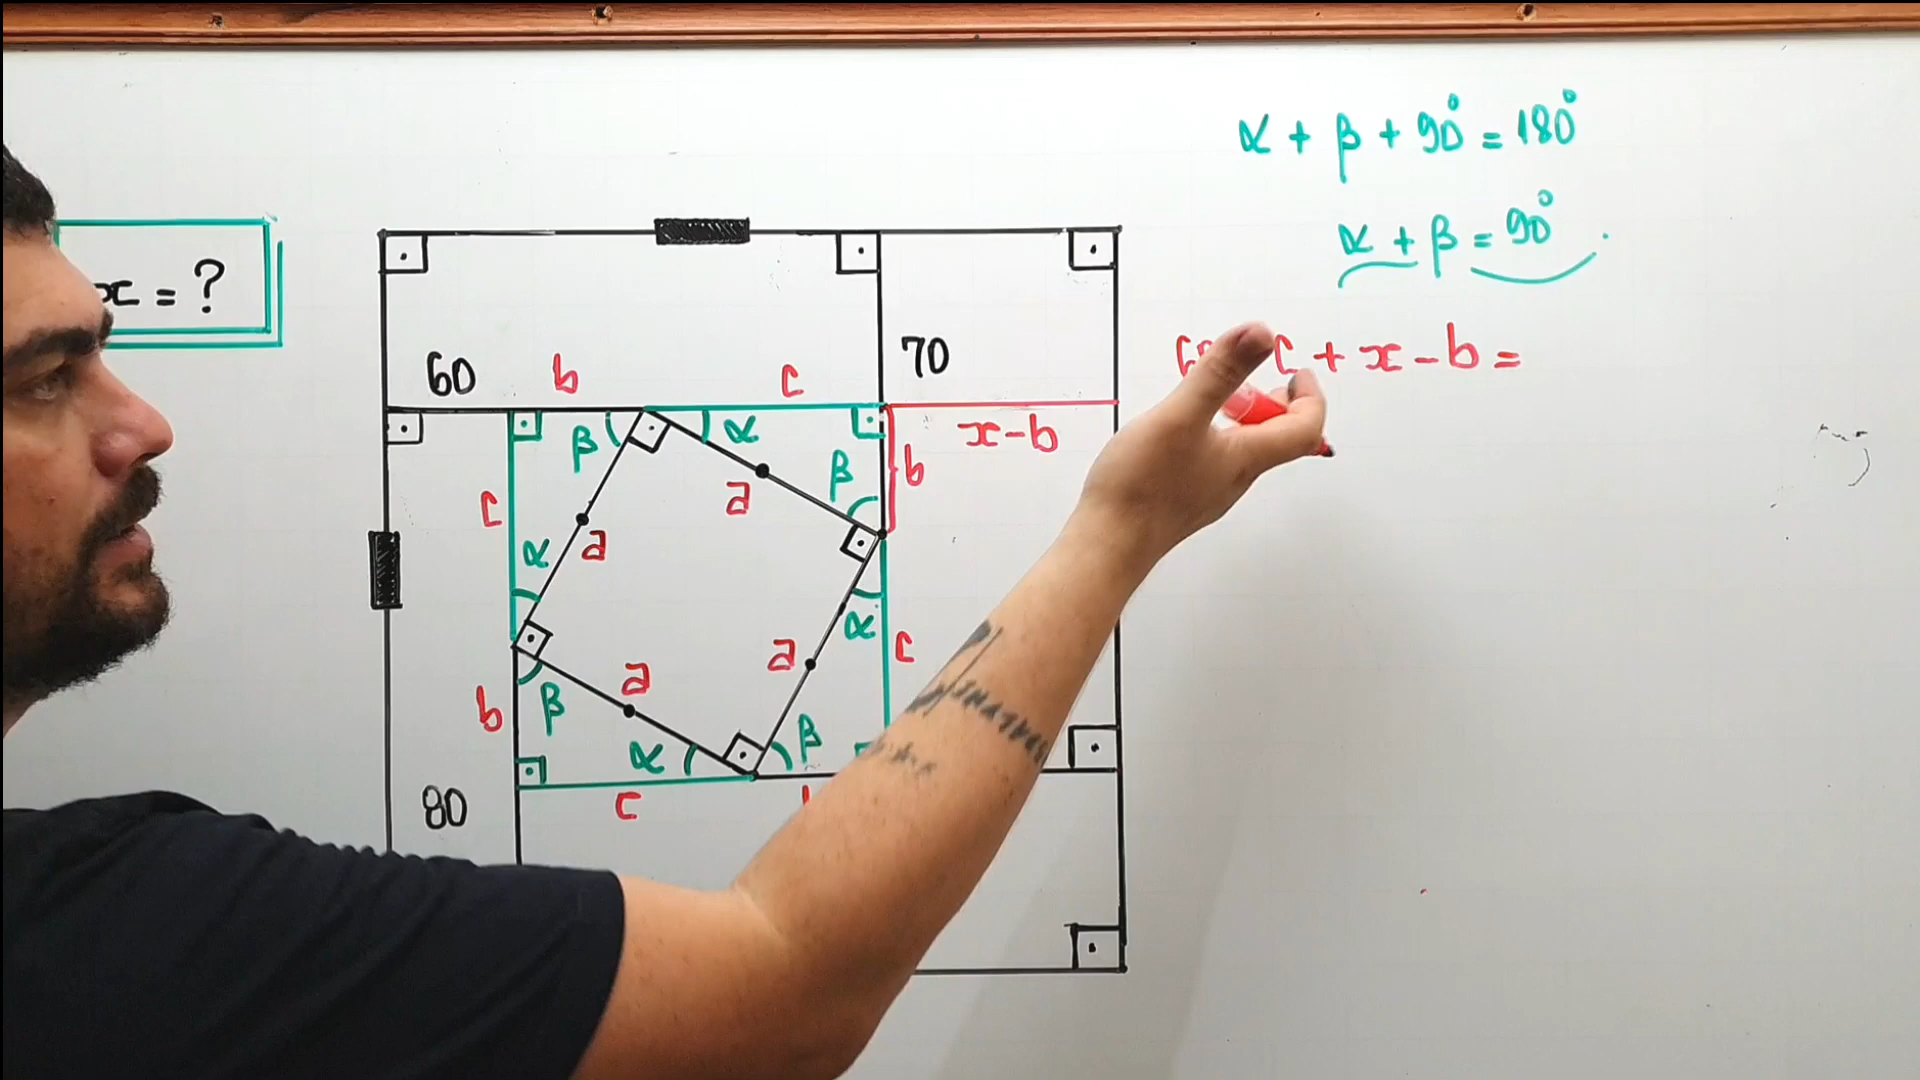 α + β + 90° = 180°
α + β = 90°
x = ?
c + x - b =
60 b c 70
β α x-b
β b
c a
α a
α
a c
a
b β
α β
c
80